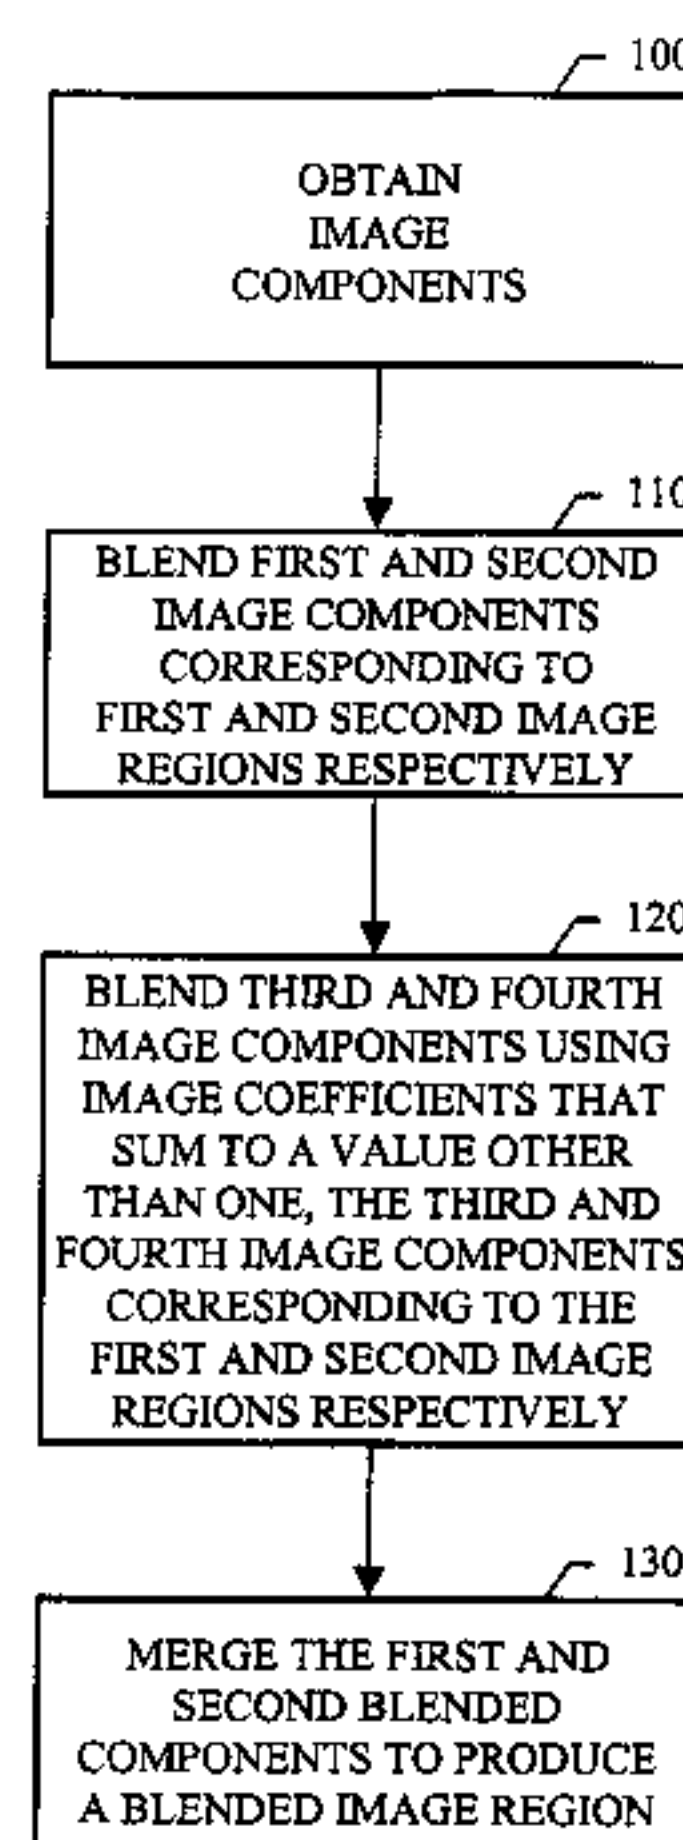 100
OBTAIN
IMAGE
COMPONENTS
110
BLEND FIRST AND SECOND
IMAGE COMPONENTS
CORRESPONDING TO
FIRST AND SECOND IMAGE
REGIONS RESPECTIVELY
120
BLEND THIRD AND FOURTH
IMAGE COMPONENTS USING
IMAGE COEFFICIENTS THAT
SUM TO A VALUE OTHER
THAN ONE, THE THIRD AND
FOURTH IMAGE COMPONENTS
CORRESPONDING TO THE
FIRST AND SECOND IMAGE
REGIONS RESPECTIVELY
130
MERGE THE FIRST AND
SECOND BLENDED
COMPONENTS TO PRODUCE
A BLENDED IMAGE REGION